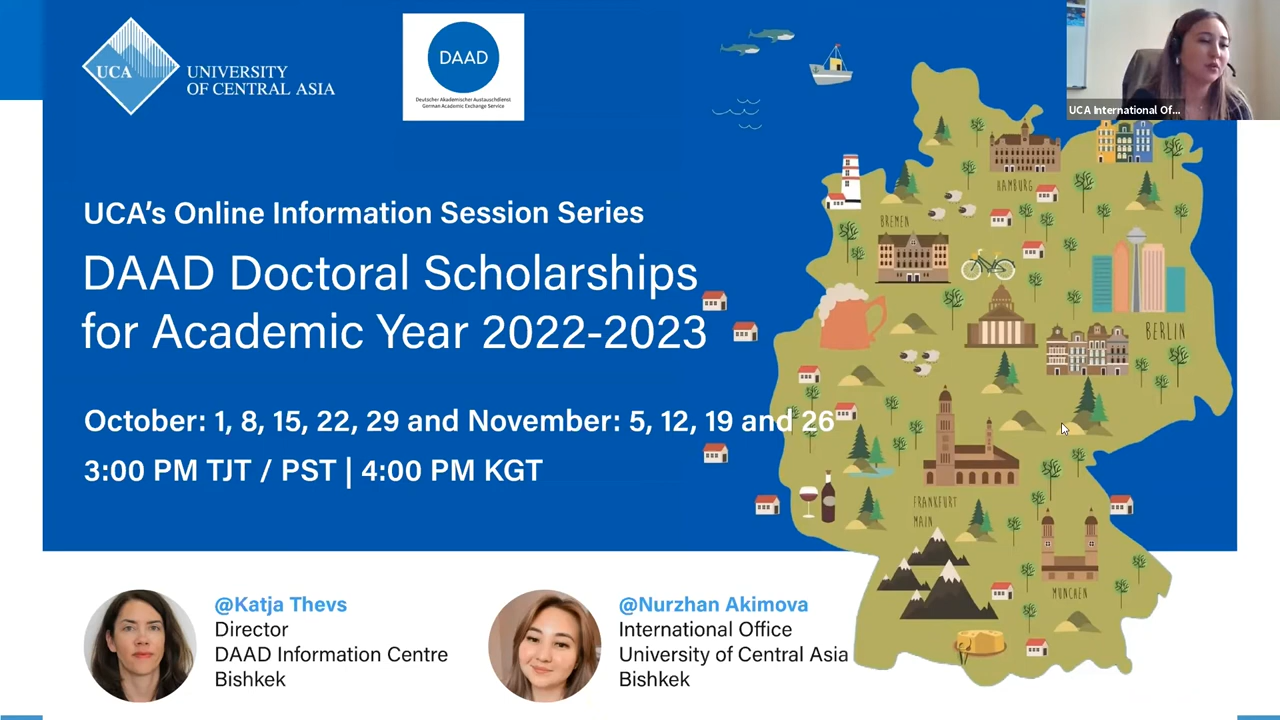 UCA
UNIVERSITY
OF CENTRAL ASIA
DAAD
Deutscher Akademischer Austauschdienst
German Academic Exchange Service
UCA International Of...
UCA's Online Information Session Series
DAAD Doctoral Scholarships
for Academic Year 2022-2023
October: 1, 8, 15, 22, 29 and November: 5, 12, 19 and 26
3:00 PM TJT / PST | 4:00 PM KGT
HAMBURG
BREMEN
BERLIN
FRANKFURT
MAIN
MUNCHEN
@Katja Thevs
Director
DAAD Information Centre
Bishkek
@Nurzhan Akimova
International Office
University of Central Asia
Bishkek